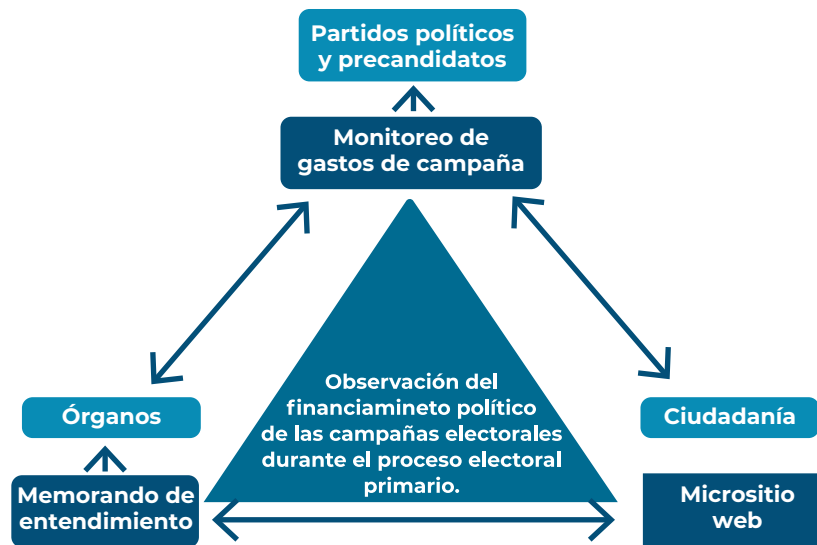 Partidos políticos
y precandidatos
Monitoreo de
gastos de campaña
Observación del
financiamineto político
de las campañas electorales
durante el proceso electoral
primario.
Órganos
Memorando de
entendimiento
Ciudadanía
Micrositio
web